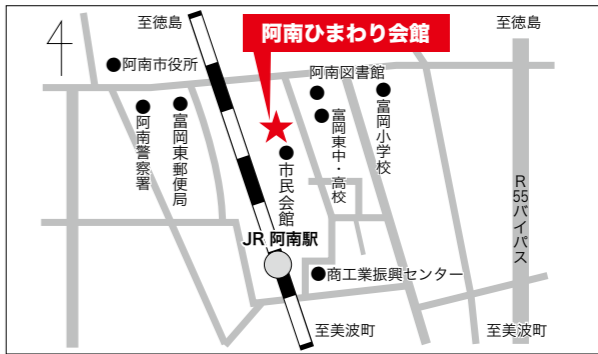 至徳島
至徳島
阿南ひまわり会館
阿南市役所
阿南図書館
阿南警察署
富岡東郵便局
市民会館
富岡東中・高校
富岡小学校
R55バイパス
JR 阿南駅
商工業振興センター
至美波町
至美波町